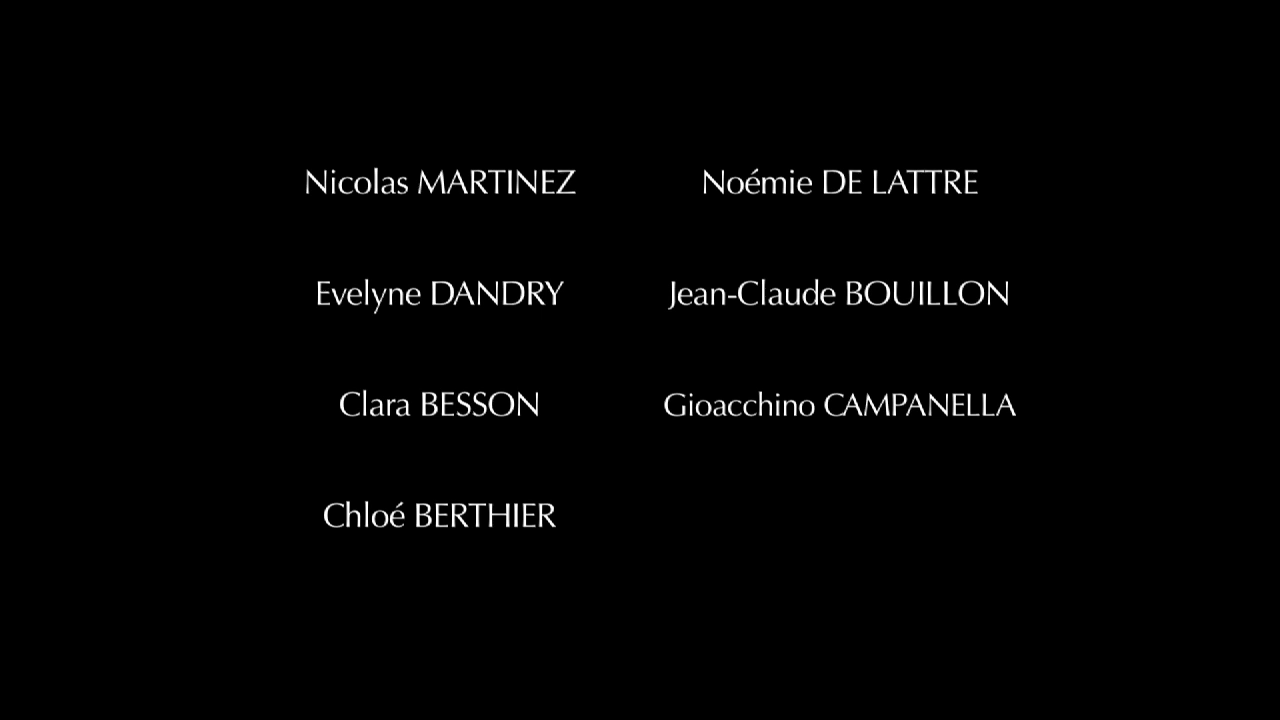 Nicolas MARTINEZ
Noémie DE LATTRE
Evelyne DANDRY
Jean-Claude BOUILLON
Clara BESSON
Gioacchino CAMPANELLA
Chloé BERTHIER